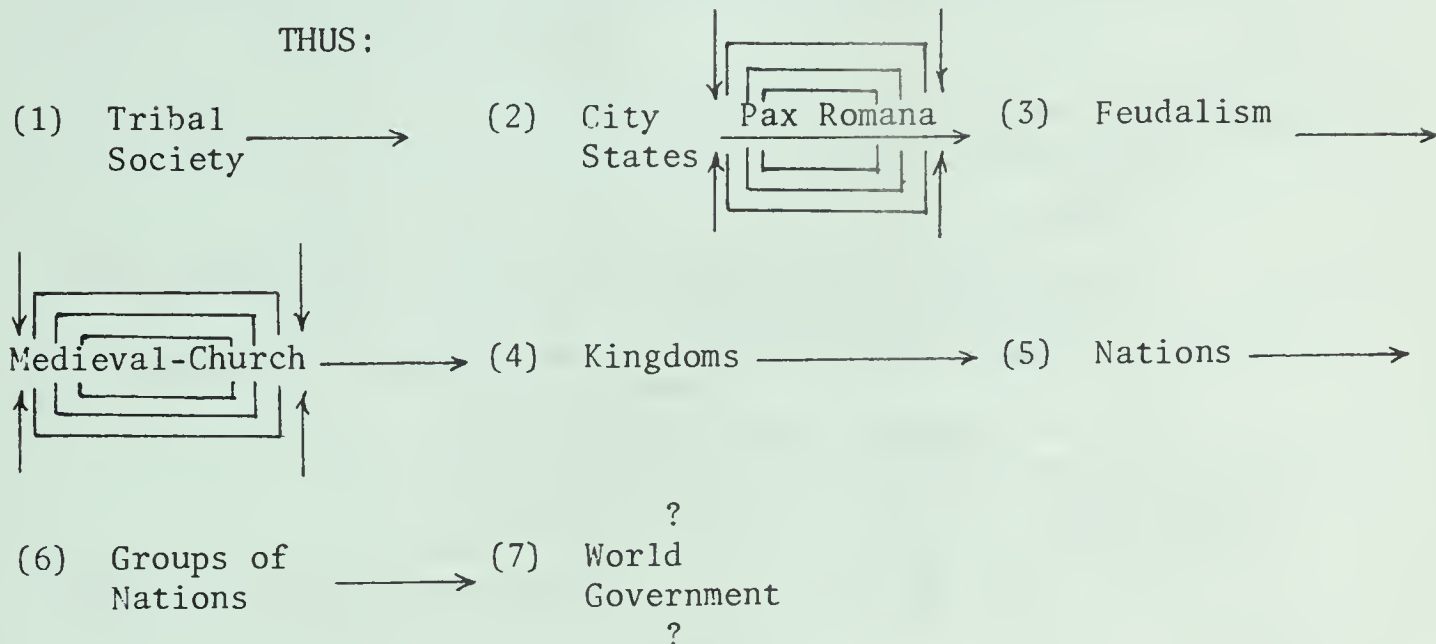 THUS:
(1) Tribal Society
(2) City States
Pax Romana
(3) Feudalism
Medieval-Church
(4) Kingdoms
(5) Nations
(6) Groups of Nations
(7) ? World Government ?